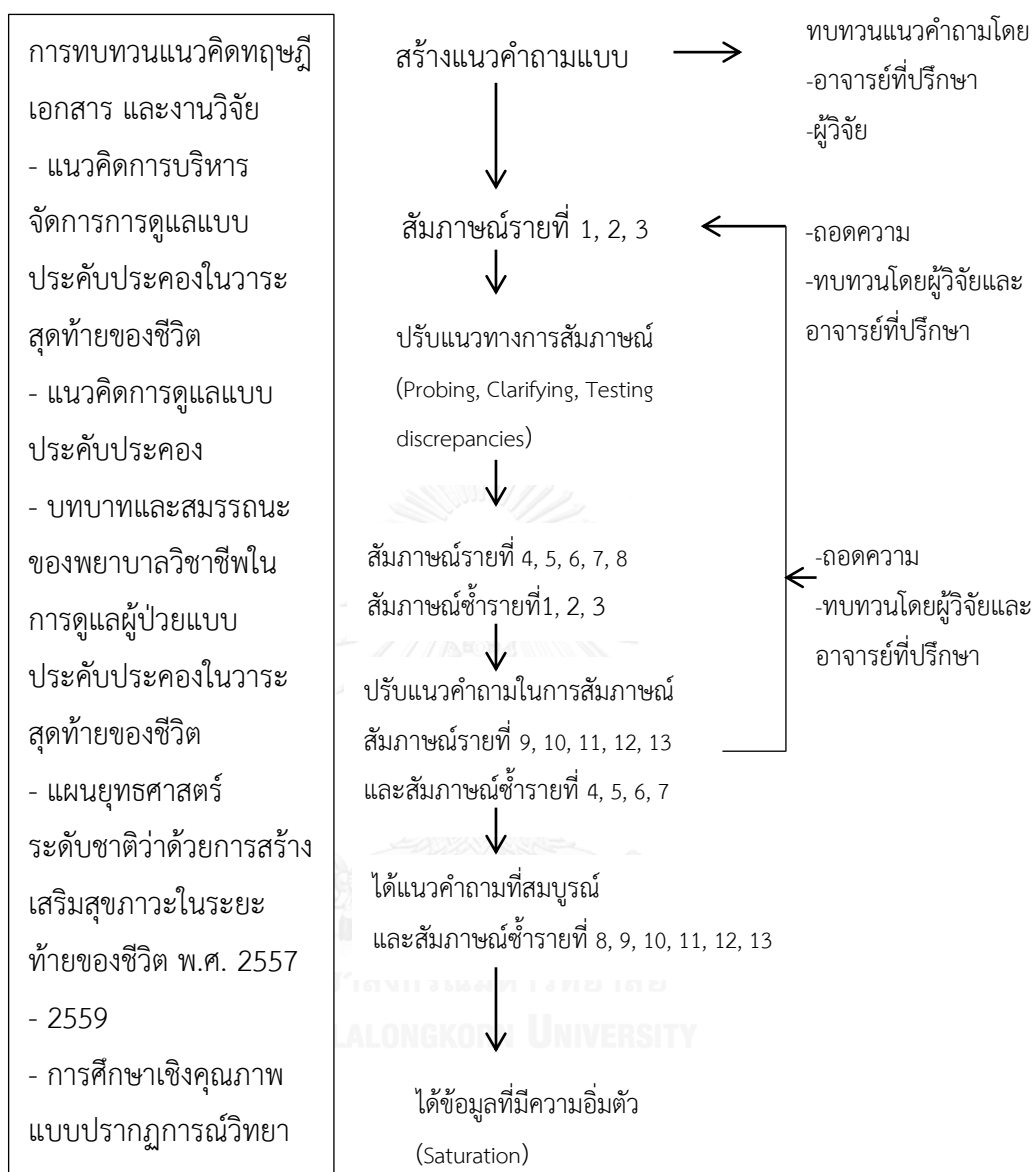 การทบทวนแนวคิดทฤษฎี
เอกสาร และงานวิจัย
- แนวคิดการบริหาร
จัดการการดูแลแบบ
ประคับประคองในวาระ
สุดท้ายของชีวิต
- แนวคิดการดูแลแบบ
ประคับประคอง
- บทบาทและสมรรถนะ
ของพยาบาลวิชาชีพใน
การดูแลผู้ป่วยแบบ
ประคับประคองในวาระ
สุดท้ายของชีวิต
- แผนยุทธศาสตร์
ระดับชาติว่าด้วยการสร้าง
เสริมสุขภาวะในระยะ
ท้ายของชีวิต พ.ศ. 2557
- 2559
- การศึกษาเชิงคุณภาพ
แบบปรากฏการณ์วิทยา
สร้างแนวคำถามแบบ
ทบทวนแนวคำถามโดย
-อาจารย์ที่ปรึกษา
-ผู้วิจัย
สัมภาษณ์รายที่ 1, 2, 3
-ถอดความ
-ทบทวนโดยผู้วิจัยและ
อาจารย์ที่ปรึกษา
ปรับแนวทางการสัมภาษณ์
(Probing, Clarifying, Testing
discrepancies)
สัมภาษณ์รายที่ 4, 5, 6, 7, 8
สัมภาษณ์ซ้ำรายที่1, 2, 3
-ถอดความ
-ทบทวนโดยผู้วิจัยและ
อาจารย์ที่ปรึกษา
ปรับแนวคำถามในการสัมภาษณ์
สัมภาษณ์รายที่ 9, 10, 11, 12, 13
และสัมภาษณ์ซ้ำรายที่ 4, 5, 6, 7
ได้แนวคำถามที่สมบูรณ์
และสัมภาษณ์ซ้ำรายที่ 8, 9, 10, 11, 12, 13
UNIVERSITY
ได้ข้อมูลที่มีความอิ่มตัว
(Saturation)